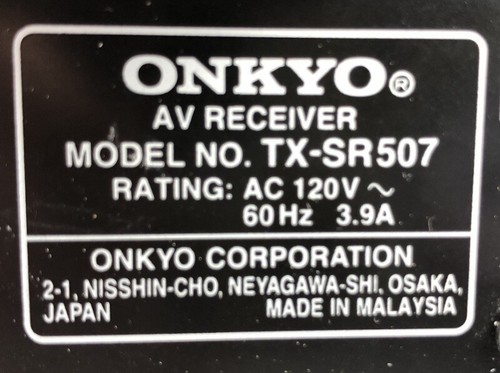 ONKYO®
AV RECEIVER
MODEL NO. TX-SR507
RATING: AC 120V ~
60Hz 3.9A
ONKYO CORPORATION
2-1, NISSHIN-CHO, NEYAGAWA-SHI, OSAKA,
JAPAN MADE IN MALAYSIA